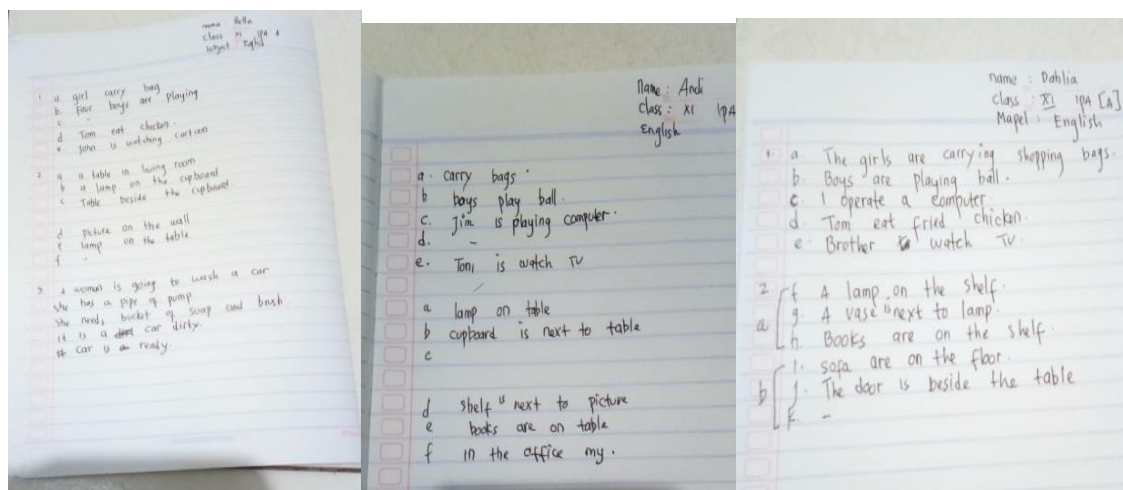 name Bella
class XI IPA A
Subject English
1. a girl carry bag
b. Four boys are playing
c -
d Tom eat chicken.
e John is watching cartoon
2. a a table in living room
b a lamp on the cupboard
c Table beside the cupboard
d picture on the wall
e lamp on the table
f -
3 A woman is going to wash a car
she has a pipe of pump
she needs bucket of soap and brush
it is a car dirty.
car is ready.
Name : Andi
Class : XI IPA
English
a. carry bags.
b boys play ball.
c. Jim is playing computer.
d. -
e. Toni is watch TV
a lamp on table
b cupboard is next to table
c
d shelf is next to picture
e books are on table
f in the office my.
name : Dahlia
Class : XI IPA [A]
Mapel : English
1. a. The girls are carrying shopping bags.
b. Boys are playing ball.
c. I operate a computer.
d. Tom eat fried chicken.
e. Brother watch TV.
2 f A lamp on the shelf.
a g. A vase is next to lamp.
h. Books are on the shelf.
i. sofa are on the floor.
b j. The door is beside the table
k. -